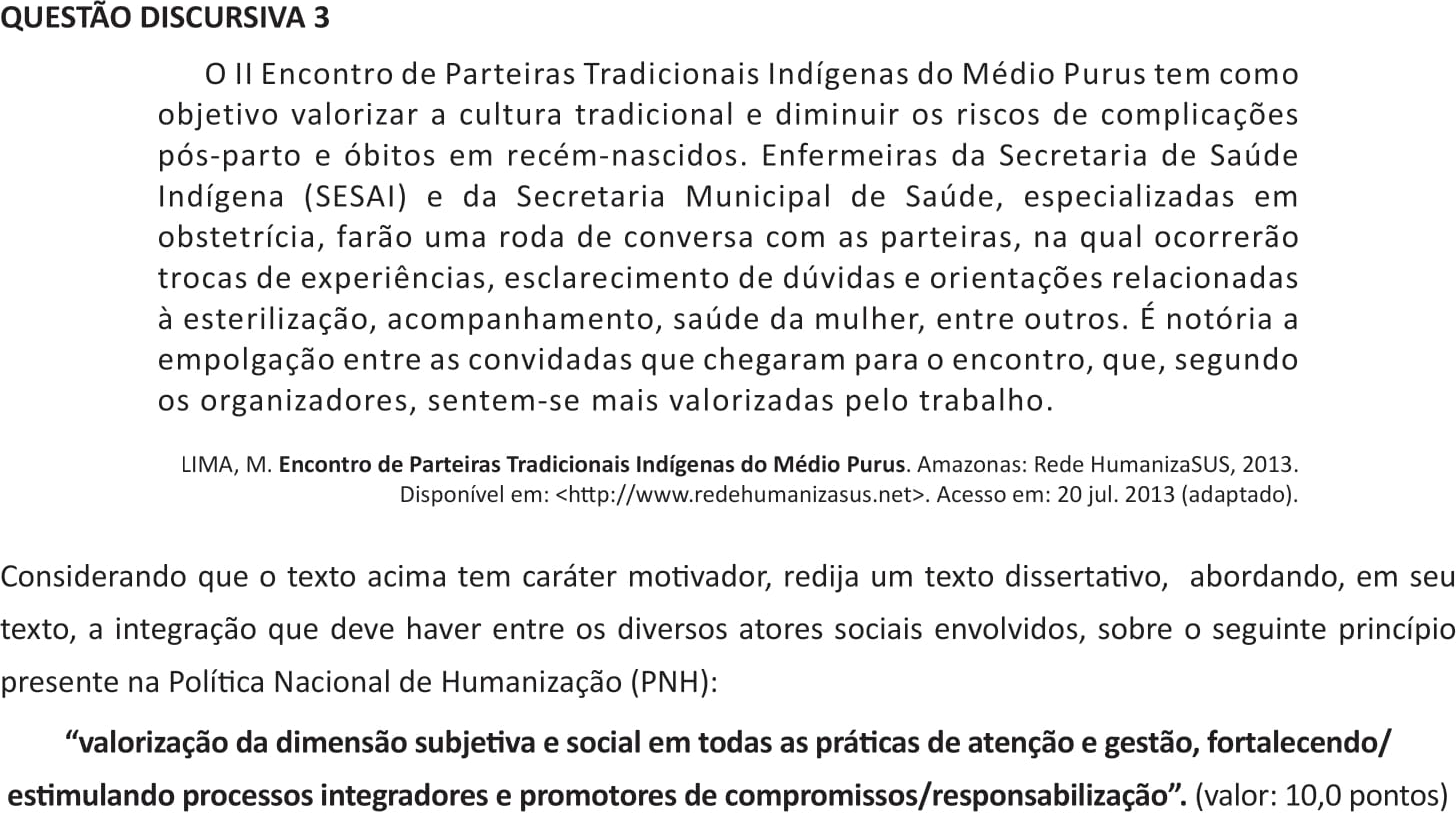 QUESTÃO DISCURSIVA 3
O II Encontro de Parteiras Tradicionais Indígenas do Médio Purus tem como
objetivo valorizar a cultura tradicional e diminuir os riscos de complicações
pós-parto e óbitos em recém-nascidos. Enfermeiras da Secretaria de Saúde
Indígena (SESAI) e da Secretaria Municipal de Saúde, especializadas em
obstetrícia, farão uma roda de conversa com as parteiras, na qual ocorrerão
trocas de experiências, esclarecimento de dúvidas e orientações relacionadas
à esterilização, acompanhamento, saúde da mulher, entre outros. É notória a
empolgação entre as convidadas que chegaram para o encontro, que, segundo
os organizadores, sentem-se mais valorizadas pelo trabalho.
LIMA, M. Encontro de Parteiras Tradicionais Indígenas do Médio Purus. Amazonas: Rede HumanizaSUS, 2013.
Disponível em: <http://www.redehumanizasus.net>. Acesso em: 20 jul. 2013 (adaptado).
Considerando que o texto acima tem caráter motivador, redija um texto dissertativo, abordando, em seu
texto, a integração que deve haver entre os diversos atores sociais envolvidos, sobre o seguinte princípio
presente na Política Nacional de Humanização (PNH):
“valorização da dimensão subjetiva e social em todas as práticas de atenção e gestão, fortalecendo/
estimulando processos integradores e promotores de compromissos/responsabilização”. (valor: 10,0 pontos)